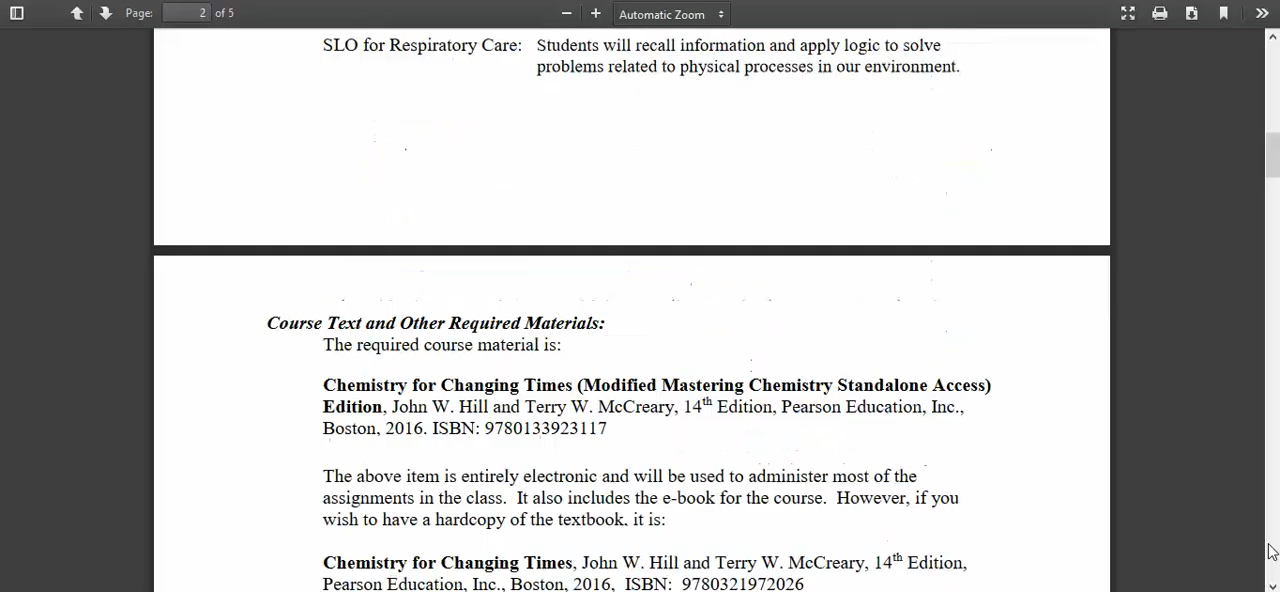 Page: 2 of 5
Automatic Zoom
SLO for Respiratory Care: Students will recall information and apply logic to solve
problems related to physical processes in our environment.
Course Text and Other Required Materials:
The required course material is:
Chemistry for Changing Times (Modified Mastering Chemistry Standalone Access)
Edition, John W. Hill and Terry W. McCreary, 14th Edition, Pearson Education, Inc.,
Boston, 2016. ISBN: 9780133923117
The above item is entirely electronic and will be used to administer most of the
assignments in the class. It also includes the e-book for the course. However, if you
wish to have a hardcopy of the textbook, it is:
Chemistry for Changing Times, John W. Hill and Terry W. McCreary, 14th Edition,
Pearson Education, Inc., Boston, 2016, ISBN: 9780321972026